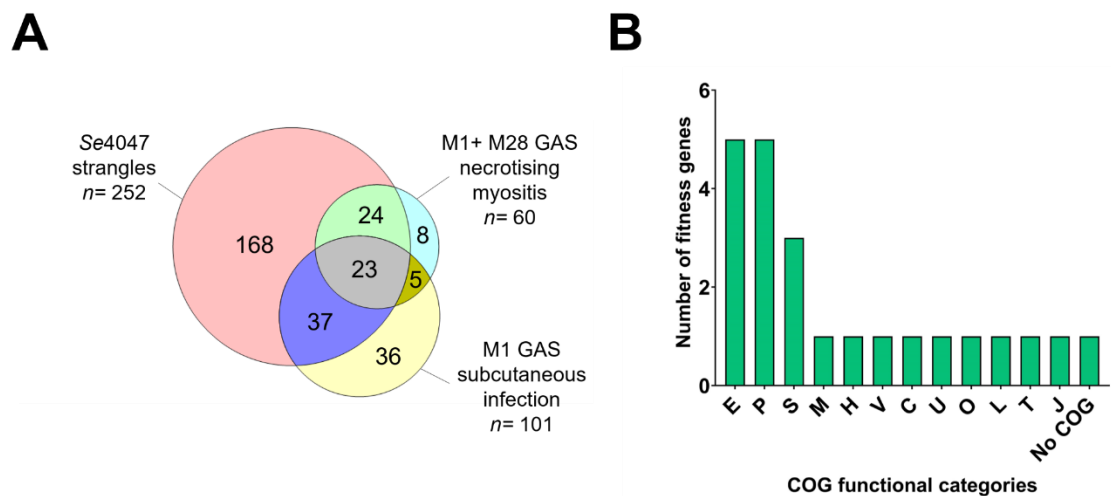 A
Se4047
strangles
n= 252
M1+ M28 GAS
necrotising
myositis
n= 60
168
24
8
23
5
37
36
M1 GAS
subcutaneous
infection
n= 101
B
Number of fitness genes
6
4
2
0
E P S M H V C U O L T J No COG
COG functional categories